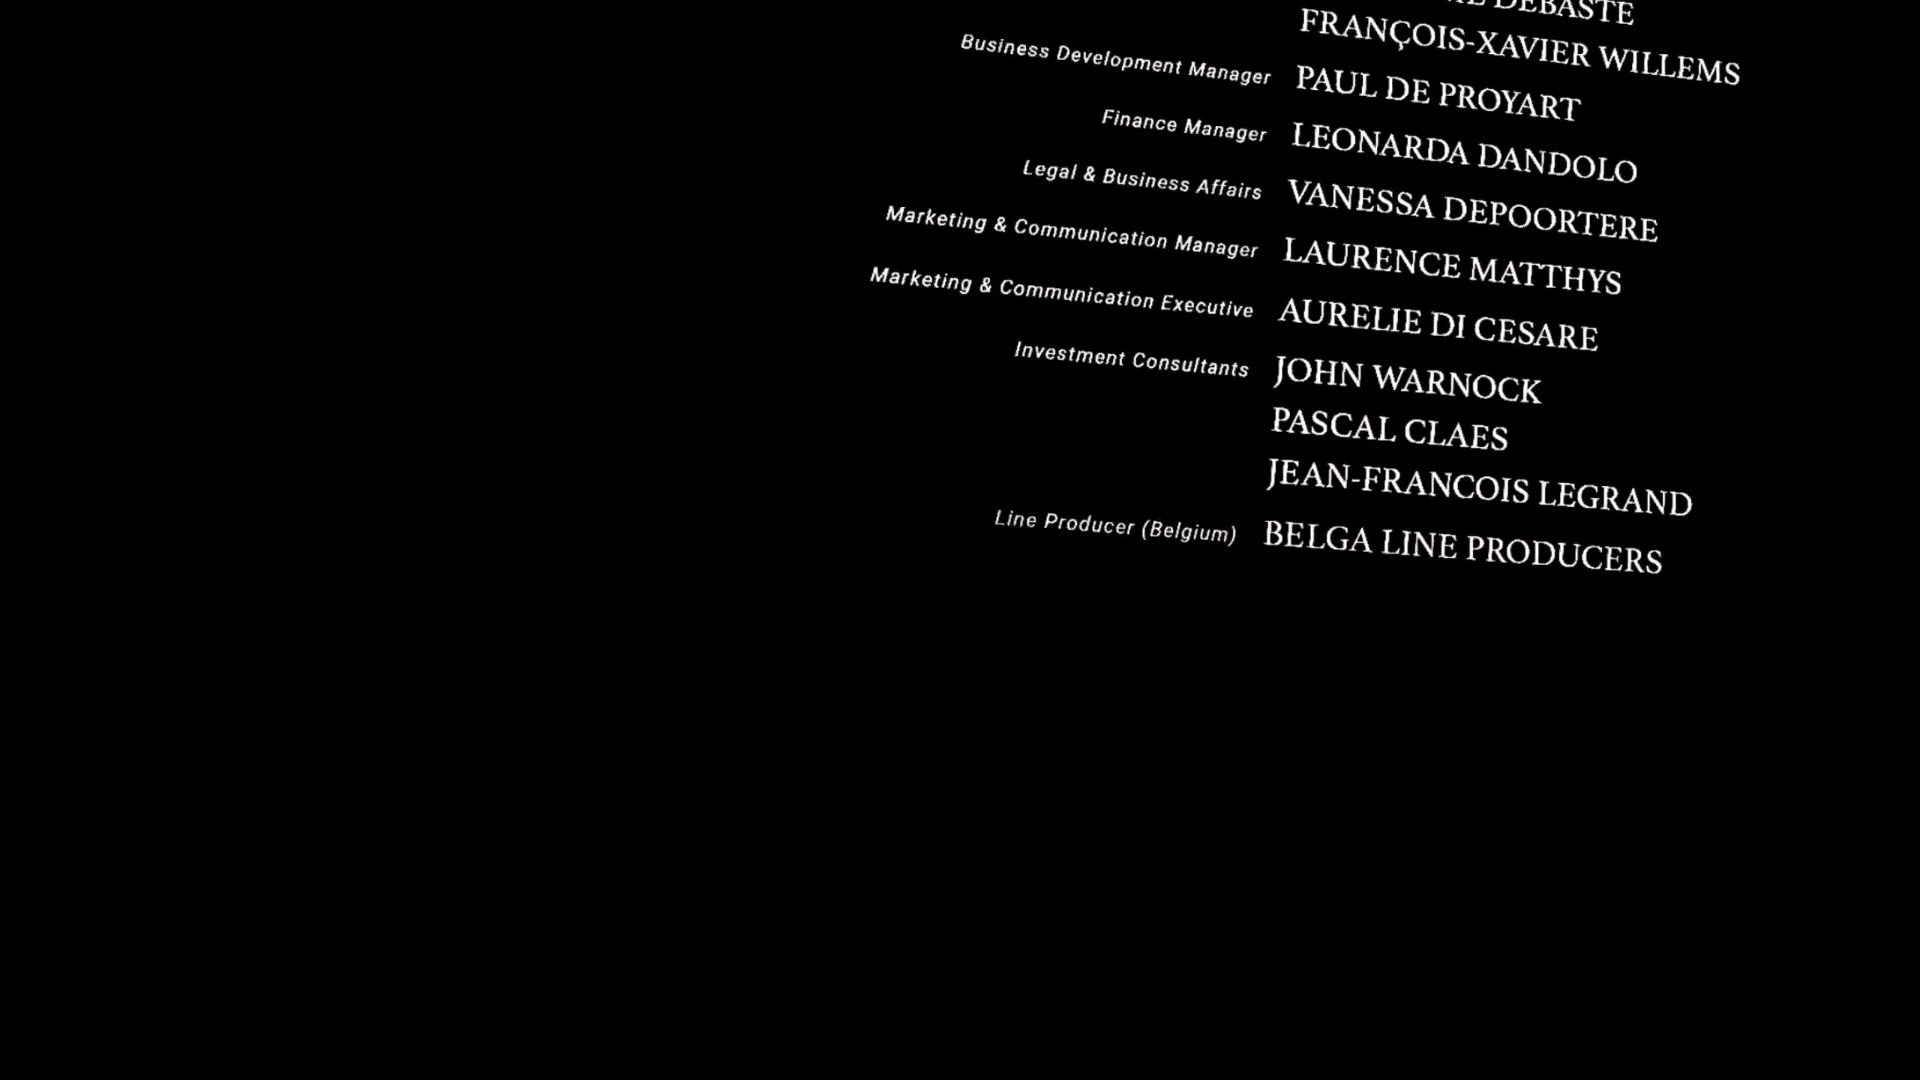 DEBASTE
FRANÇOIS-XAVIER WILLEMS
Business Development Manager PAUL DE PROYART
Finance Manager LEONARDA DANDOLO
Legal & Business Affairs VANESSA DEPOORTERE
Marketing & Communication Manager LAURENCE MATTHYS
Marketing & Communication Executive AURELIE DI CESARE
Investment Consultants JOHN WARNOCK
PASCAL CLAES
JEAN-FRANCOIS LEGRAND
Line Producer (Belgium) BELGA LINE PRODUCERS